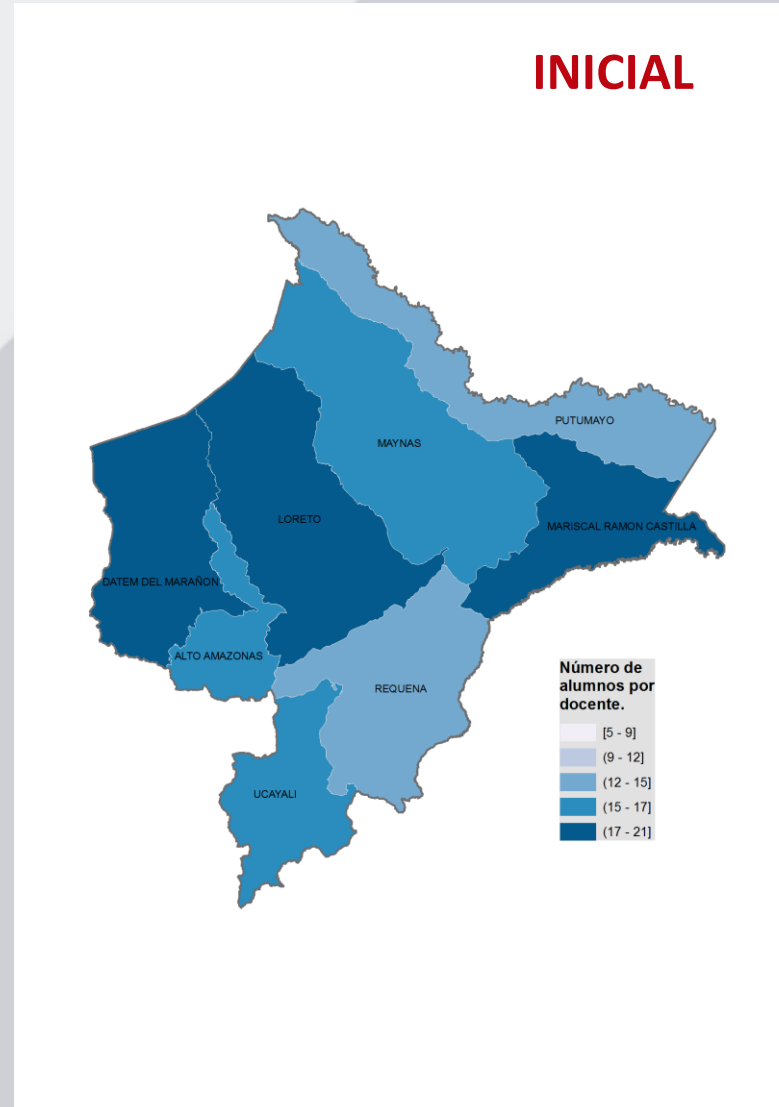 INICIAL
PUTUMAYO
MAYNAS
LORETO
MARISCAL RAMON CASTILLA
DATEM DEL MARAÑON
ALTO AMAZONAS
REQUENA
UCAYALI
Número de
alumnos por
docente.
[5 - 9]
(9 - 12]
(12 - 15]
(15 - 17]
(17 - 21]